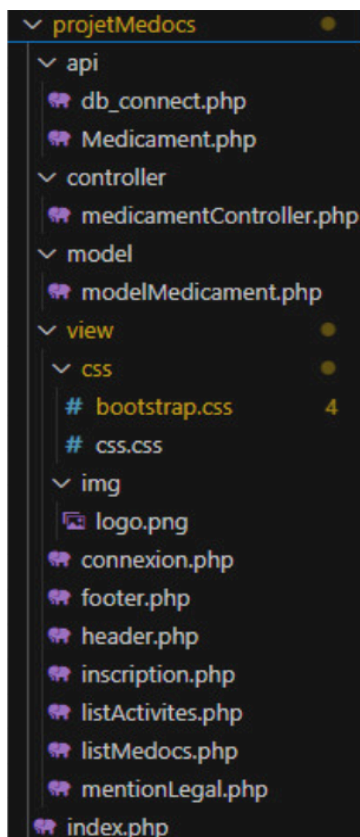 projetMedocs
api
db_connect.php
Medicament.php
controller
medicamentController.php
model
modelMedicament.php
view
css
# bootstrap.css 4
# css.css
img
logo.png
connexion.php
footer.php
header.php
inscription.php
listActivites.php
listMedocs.php
mentionLegal.php
index.php